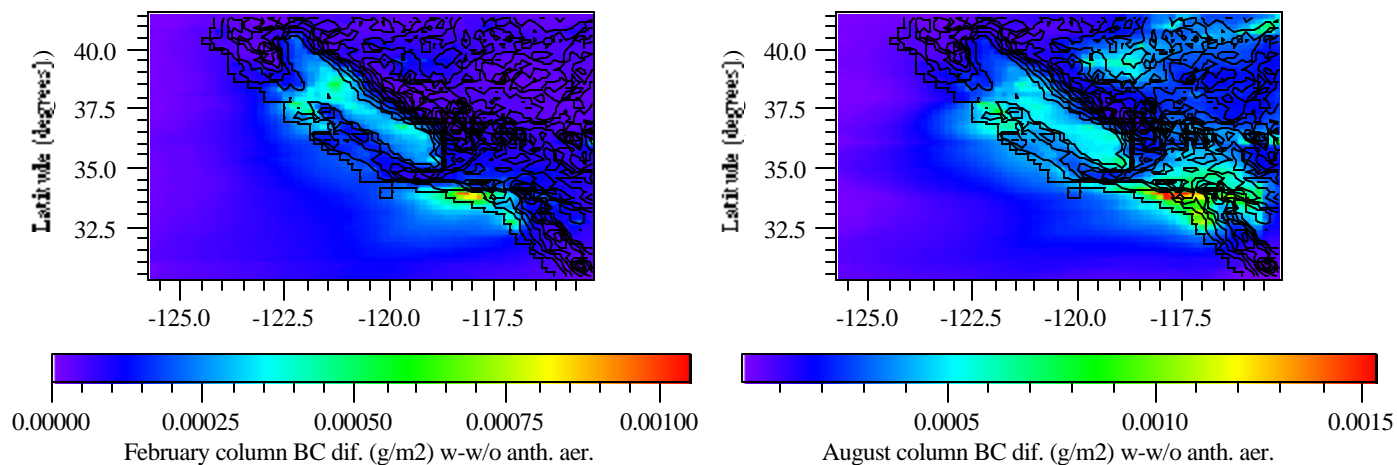 Latitude (degrees)
40.0
37.5
35.0
32.5
-125.0 -122.5 -120.0 -117.5
0.00000 0.00025 0.00050 0.00075 0.00100
February column BC dif. (g/m2) w-w/o anth. aer.
Latitude (degrees)
40.0
37.5
35.0
32.5
-125.0 -122.5 -120.0 -117.5
0.0005 0.0010 0.0015
August column BC dif. (g/m2) w-w/o anth. aer.